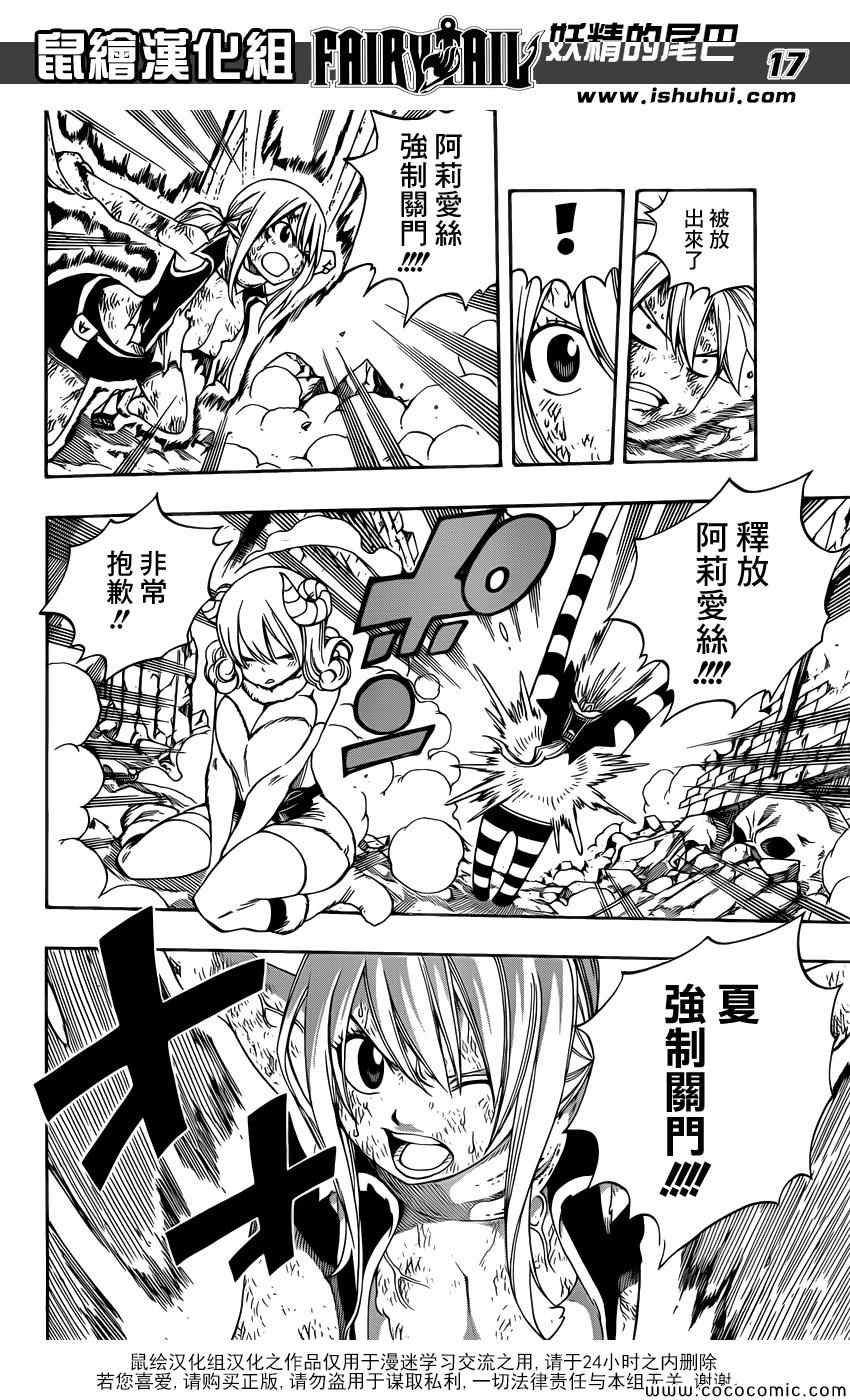 鼠繪漢化組
FAIRY TAIL
妖精的尾巴
17
www.ishuhui.com
被放
出來了
！
阿莉愛絲
強制關門
!!!!
釋放
阿莉愛絲
!!!!
ポン
非常
抱歉
!!
夏
強制關門
!!!!
キキ
鼠绘汉化组汉化之作品仅用于漫迷学习交流之用, 请于24小时之内删除
若您喜爱, 请购买正版, 请勿用于谋取私利, 一切法律责任与本组无关, 谢谢.
www.cococomic.com